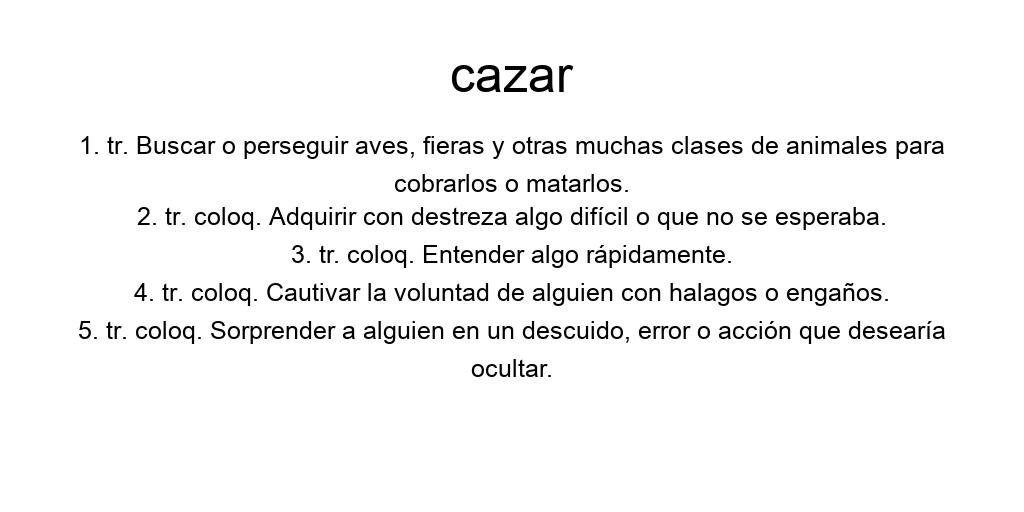 cazar
1. tr. Buscar o perseguir aves, fieras y otras muchas clases de animales para
cobrarlos o matarlos.
2. tr. coloq. Adquirir con destreza algo difícil o que no se esperaba.
3. tr. coloq. Entender algo rápidamente.
4. tr. coloq. Cautivar la voluntad de alguien con halagos o engaños.
5. tr. coloq. Sorprender a alguien en un descuido, error o acción que desearía
ocultar.